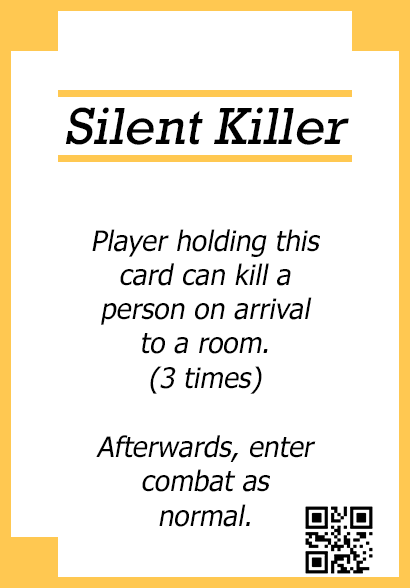 Silent Killer
Player holding this
card can kill a
person on arrival
to a room.
(3 times)
Afterwards, enter
combat as
normal.